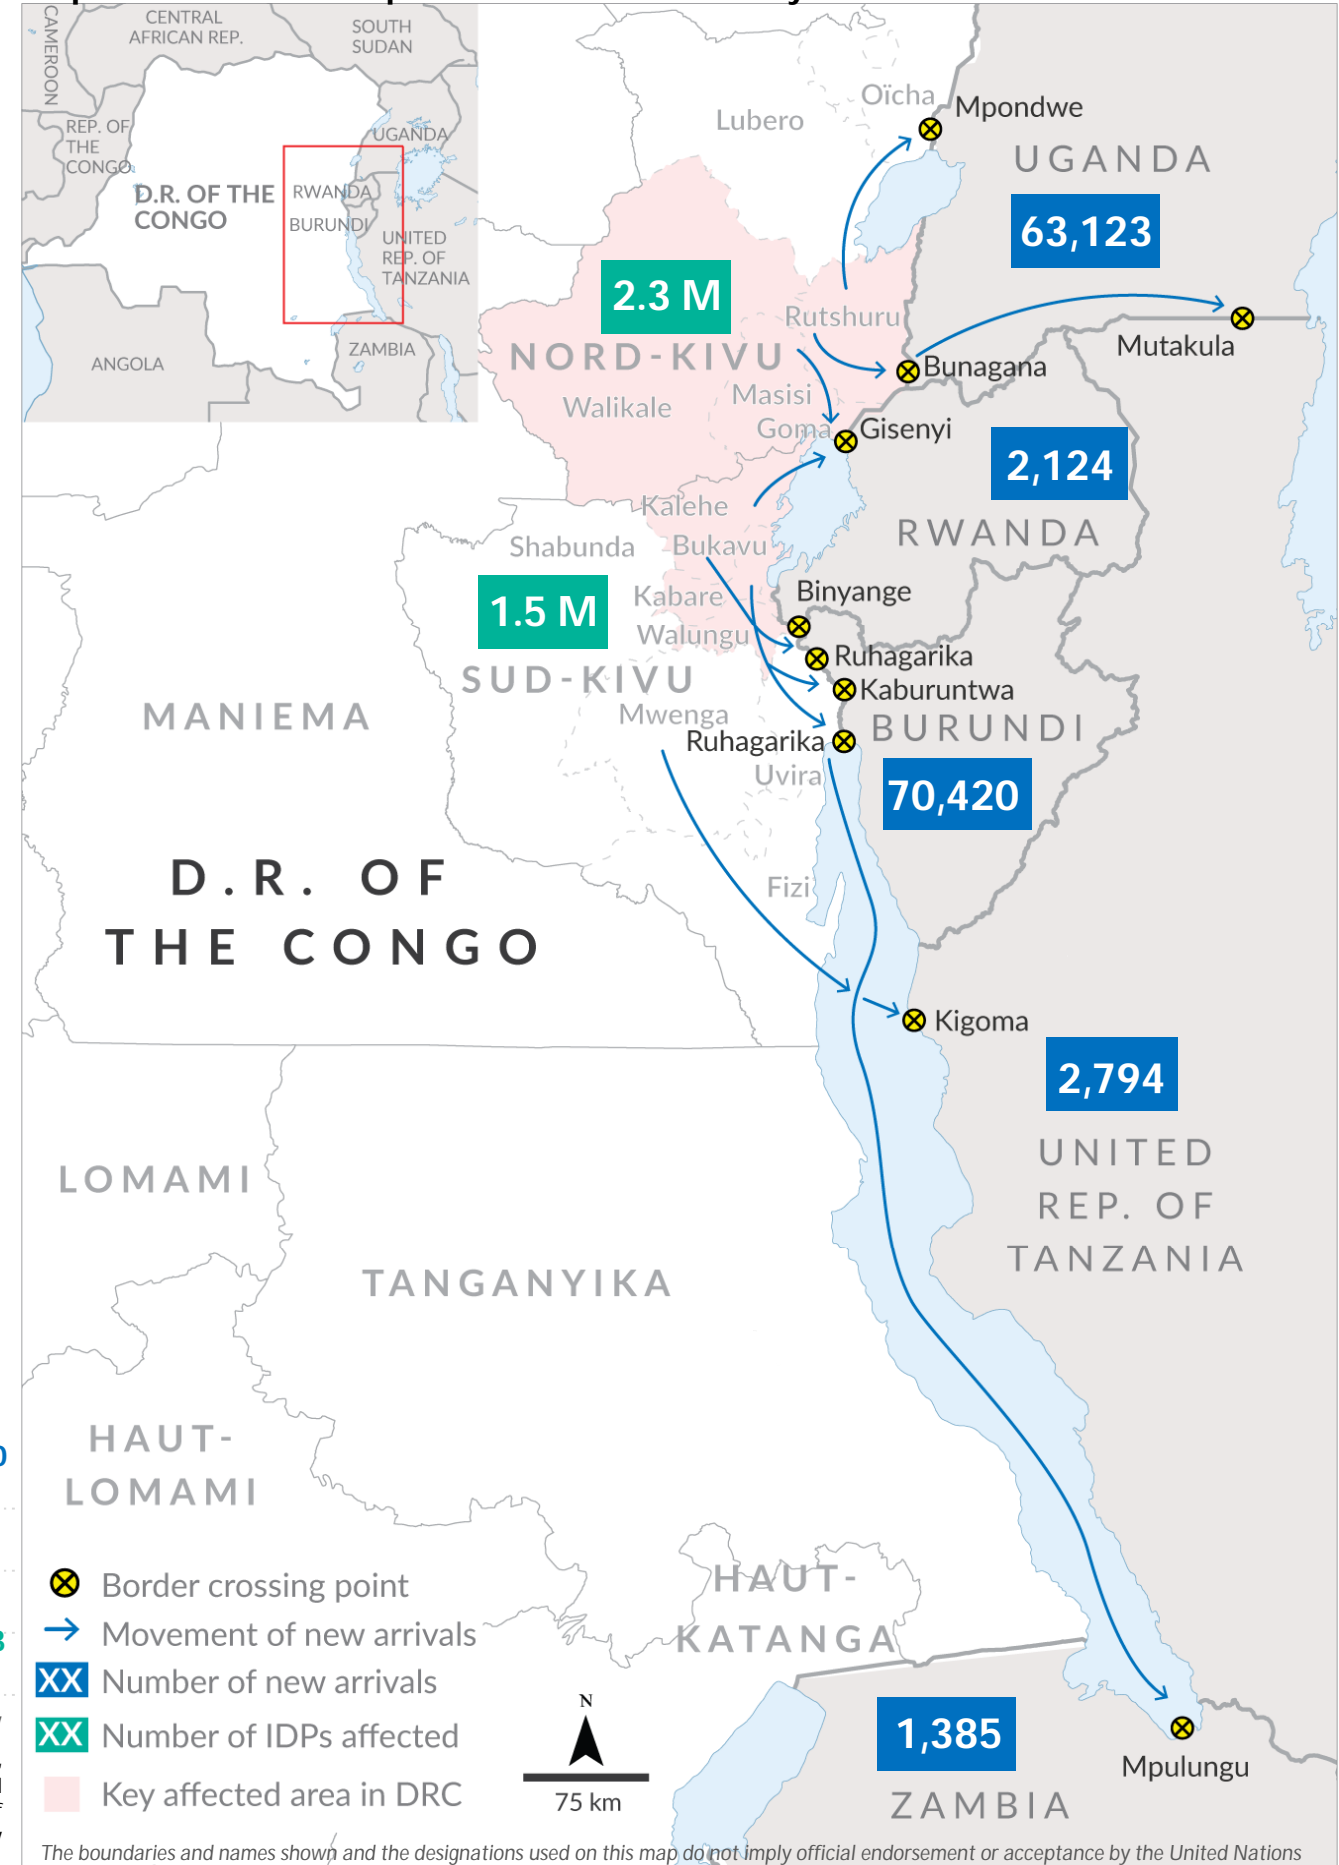 CAMEROON
CENTRAL
AFRICAN REP.
SOUTH
SUDAN
REP. OF
THE
CONGO
UGANDA
D.R. OF THE
CONGO
RWANDA
BURUNDI
UNITED
REP. OF
TANZANIA
ANGOLA
ZAMBIA
Oïcha
Lubero
Mpondwe
UGANDA
63,123
2.3 M
Rutshuru
NORD-KIVU
Mutakula
Bunagana
Masisi
Walikale
Goma
Gisenyi
2,124
Kalehe
RWANDA
Shabunda
Bukavu
1.5 M
Kabare
Binyange
Walungu
Ruhagarika
SUD-KIVU
Kaburuntwa
MANIEMA
Mwenga
BURUNDI
Ruhagarika
Uvira
70,420
D.R. OF
THE CONGO
Fizi
Kigoma
2,794
UNITED
REP. OF
TANZANIA
LOMAMI
TANGANYIKA
HAUT-
LOMAMI
HAUT-
KATANGA
Border crossing point
Movement of new arrivals
XX Number of new arrivals
XX Number of IDPs affected
Key affected area in DRC
N
75 km
1,385
Mpulungu
ZAMBIA
The boundaries and names shown and the designations used on this map do not imply official endorsement or acceptance by the United Nations